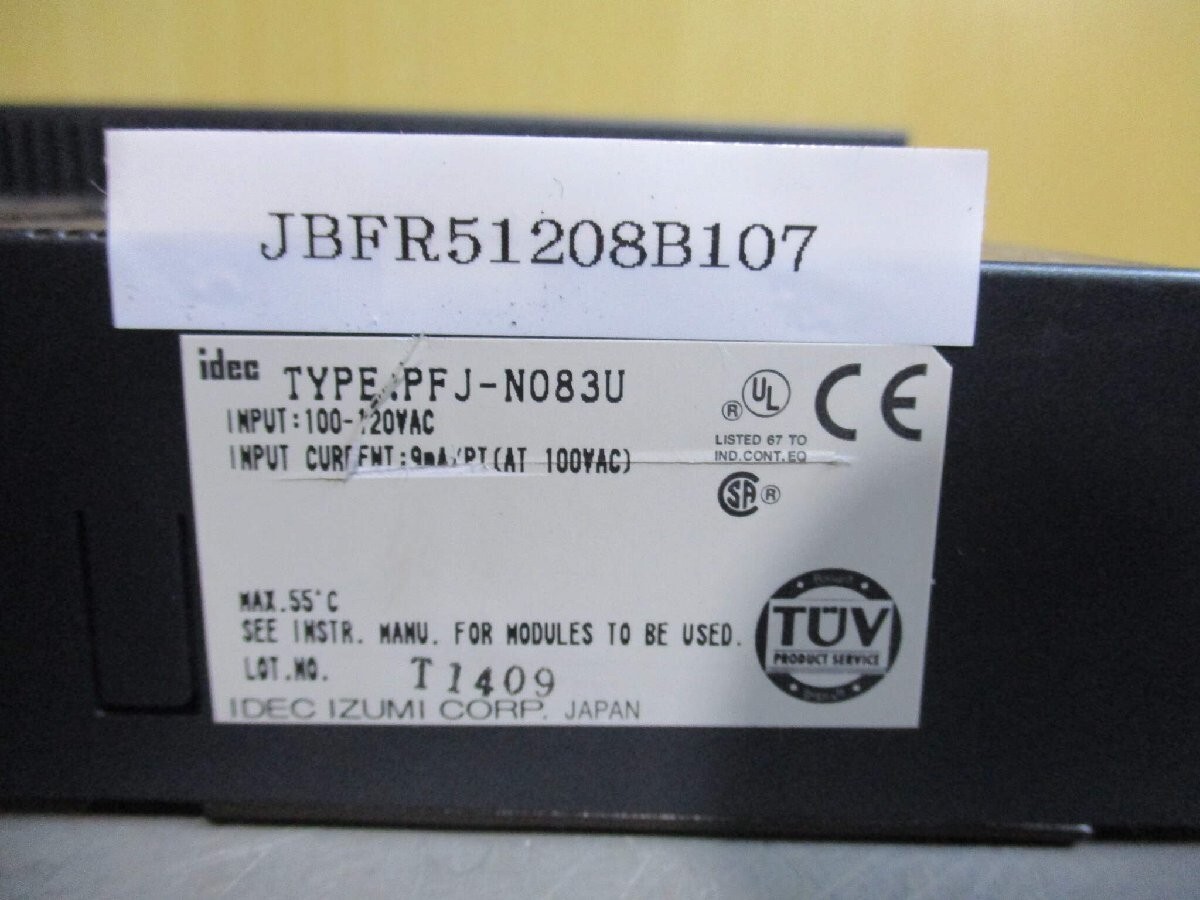 JBFR51208B107
idec TYPE:PFJ-N083U
INPUT:100-120VAC
INPUT CURRENT:9mA/PT(AT 100VAC)
® UL CE
LISTED 67 TO
IND.CONT.EQ
SA ®
MAX.55°C
SEE INSTR. MANU. FOR MODULES TO BE USED.
LOT.NO. T1409
IDEC IZUMI CORP. JAPAN
TÜV
PRODUCT SERVICE